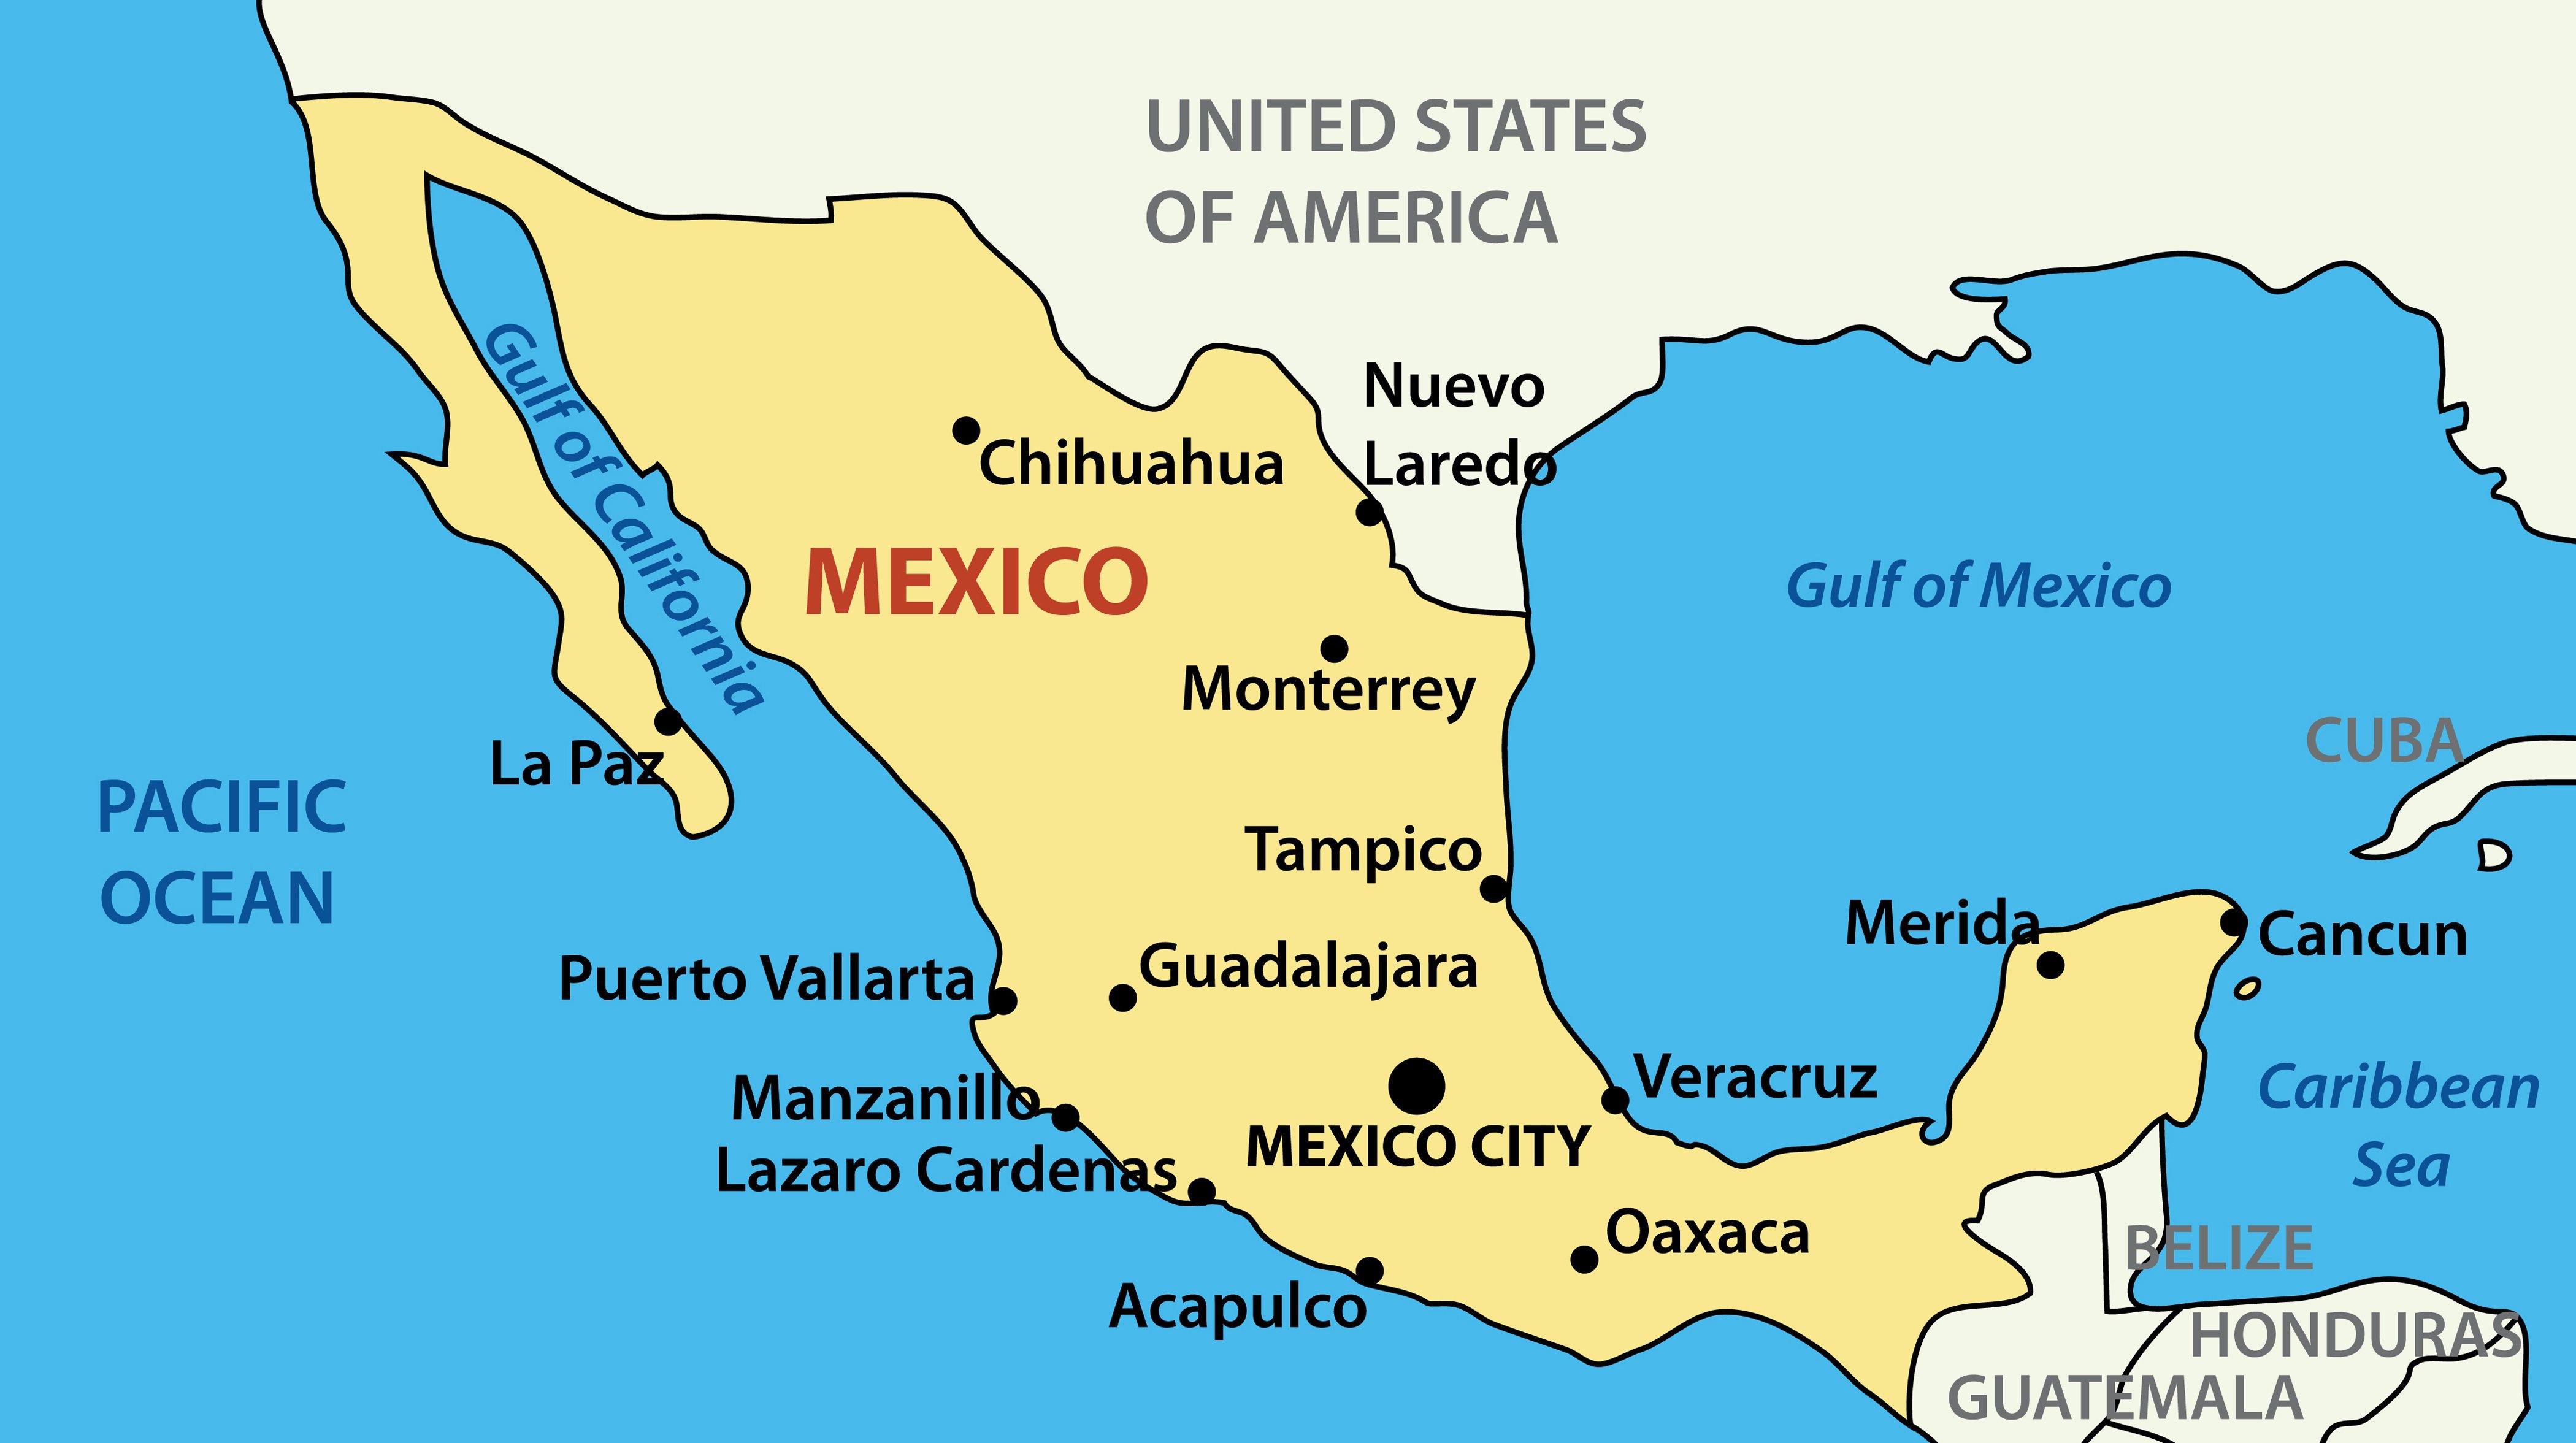 UNITED STATES
OF AMERICA
Nuevo
Laredo
Gulf of California
Chihuahua
MEXICO
Gulf of Mexico
Monterrey
La Paz
CUBA
PACIFIC
OCEAN
Tampico
Merida
Cancun
Puerto Vallarta
Guadalajara
Manzanillo
Veracruz
Caribbean
Sea
MEXICO CITY
Lazaro Cardenas
Oaxaca
BELIZE
Acapulco
HONDURAS
GUATEMALA